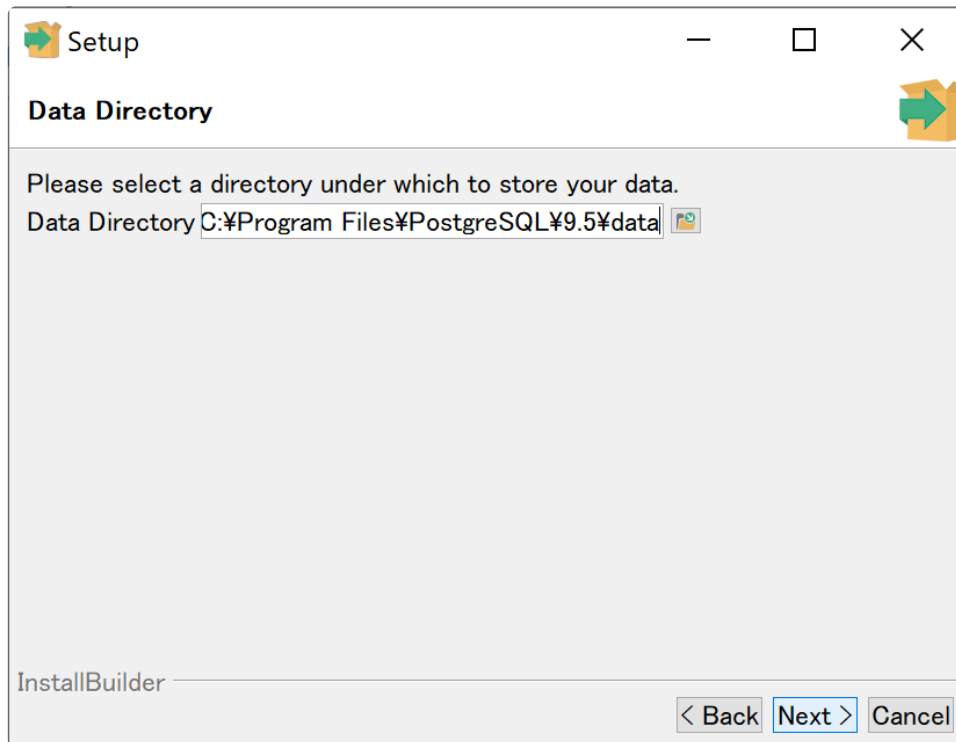 Setup
Data Directory
Please select a directory under which to store your data.
Data Directory C:¥Program Files¥PostgreSQL¥9.5¥data
InstallBuilder
< Back Next > Cancel